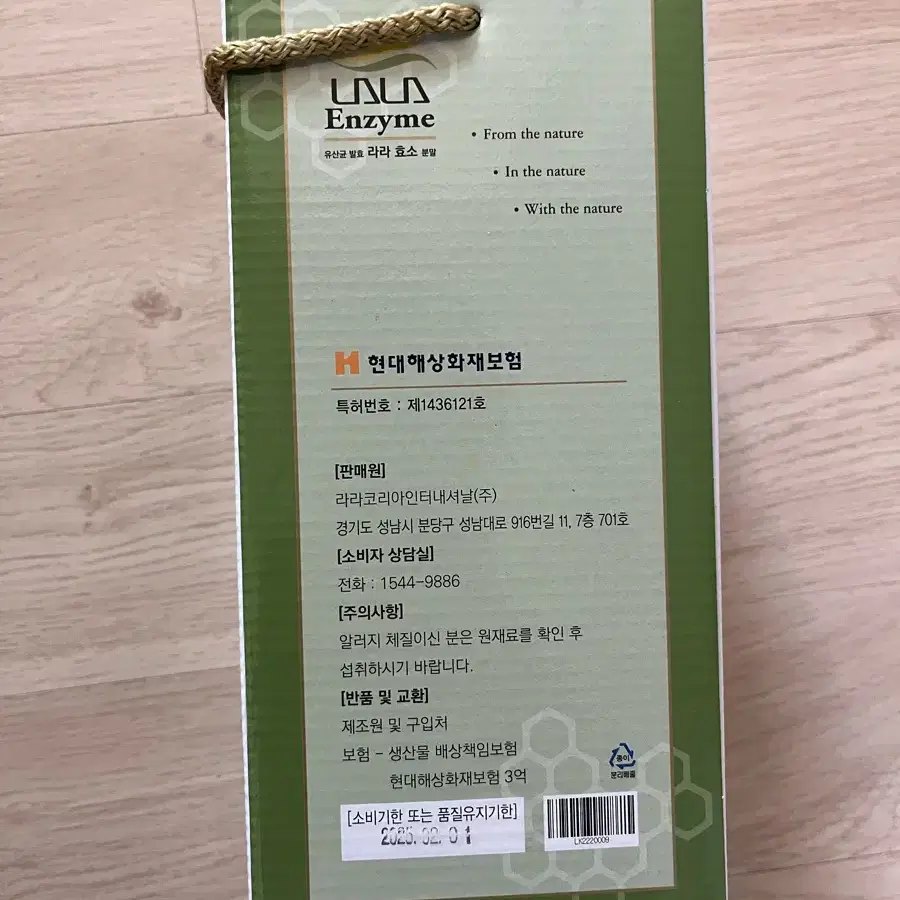 LALA
Enzyme
유산균 발효 라라 효소 분말
• From the nature
• In the nature
• With the nature
H 현대해상화재보험
특허번호 : 제1436121호
[판매원]
라라코리아인터내셔날(주)
경기도 성남시 분당구 성남대로 916번길 11, 7층 701호
[소비자 상담실]
전화 : 1544-9886
[주의사항]
알러지 체질이신 분은 원재료를 확인 후
섭취하시기 바랍니다.
[반품 및 교환]
제조원 및 구입처
보험 - 생산물 배상책임보험
현대해상화재보험 3억
종이
분리배출
[소비기한 또는 품질유지기한]
2025.02.01
LK2220009